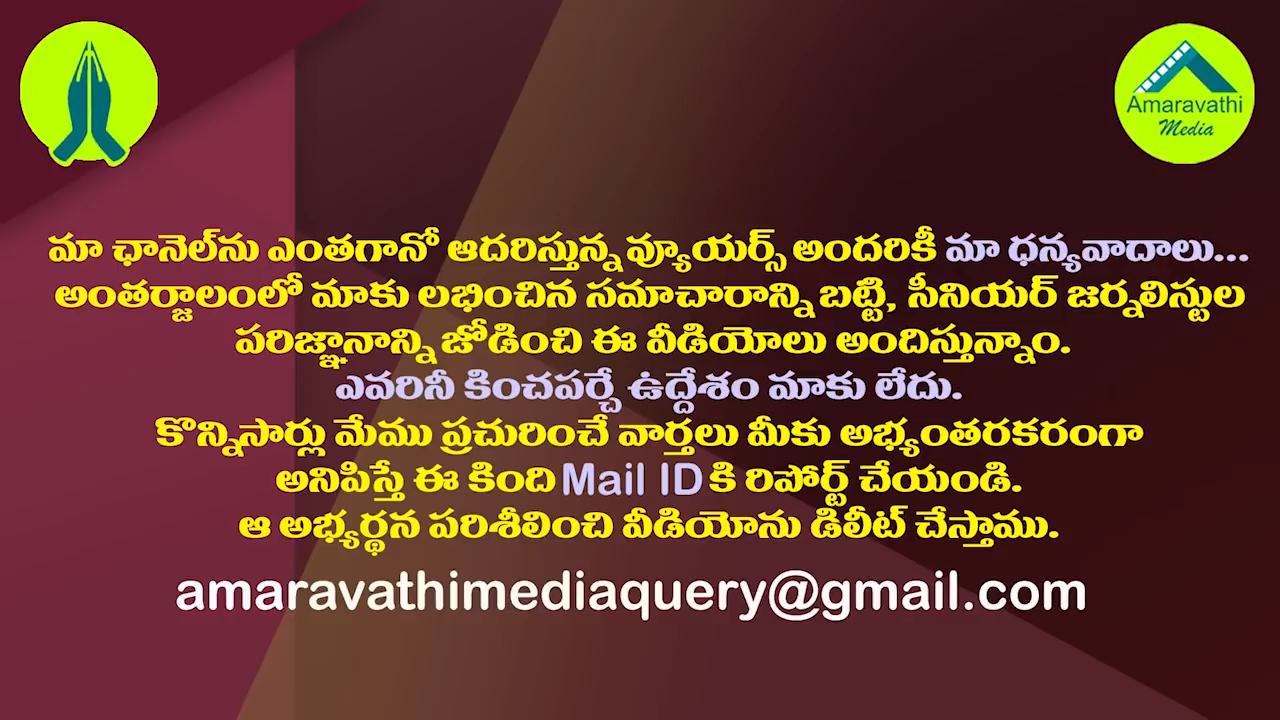 Amaravathi
Media
మా ఛానెల్‌ను ఎంతగానో ఆదరిస్తున్న వ్యూయర్స్ అందరికీ మా ధన్యవాదాలు...
అంతర్జాలంలో మాకు లభించిన సమాచారాన్ని బట్టి, సీనియర్ జర్నలిస్టుల
పరిజ్ఞానాన్ని జోడించి ఈ వీడియోలు అందిస్తున్నాం.
ఎవరినీ కించపర్చే ఉద్దేశం మాకు లేదు.
కొన్నిసార్లు మేము ప్రచురించే వార్తలు మీకు అభ్యంతరకరంగా
అనిపిస్తే ఈ కింది Mail ID కి రిపోర్ట్ చేయండి.
ఆ అభ్యర్థన పరిశీలించి వీడియోను డిలీట్ చేస్తాము.
amaravathimediaquery@gmail.com